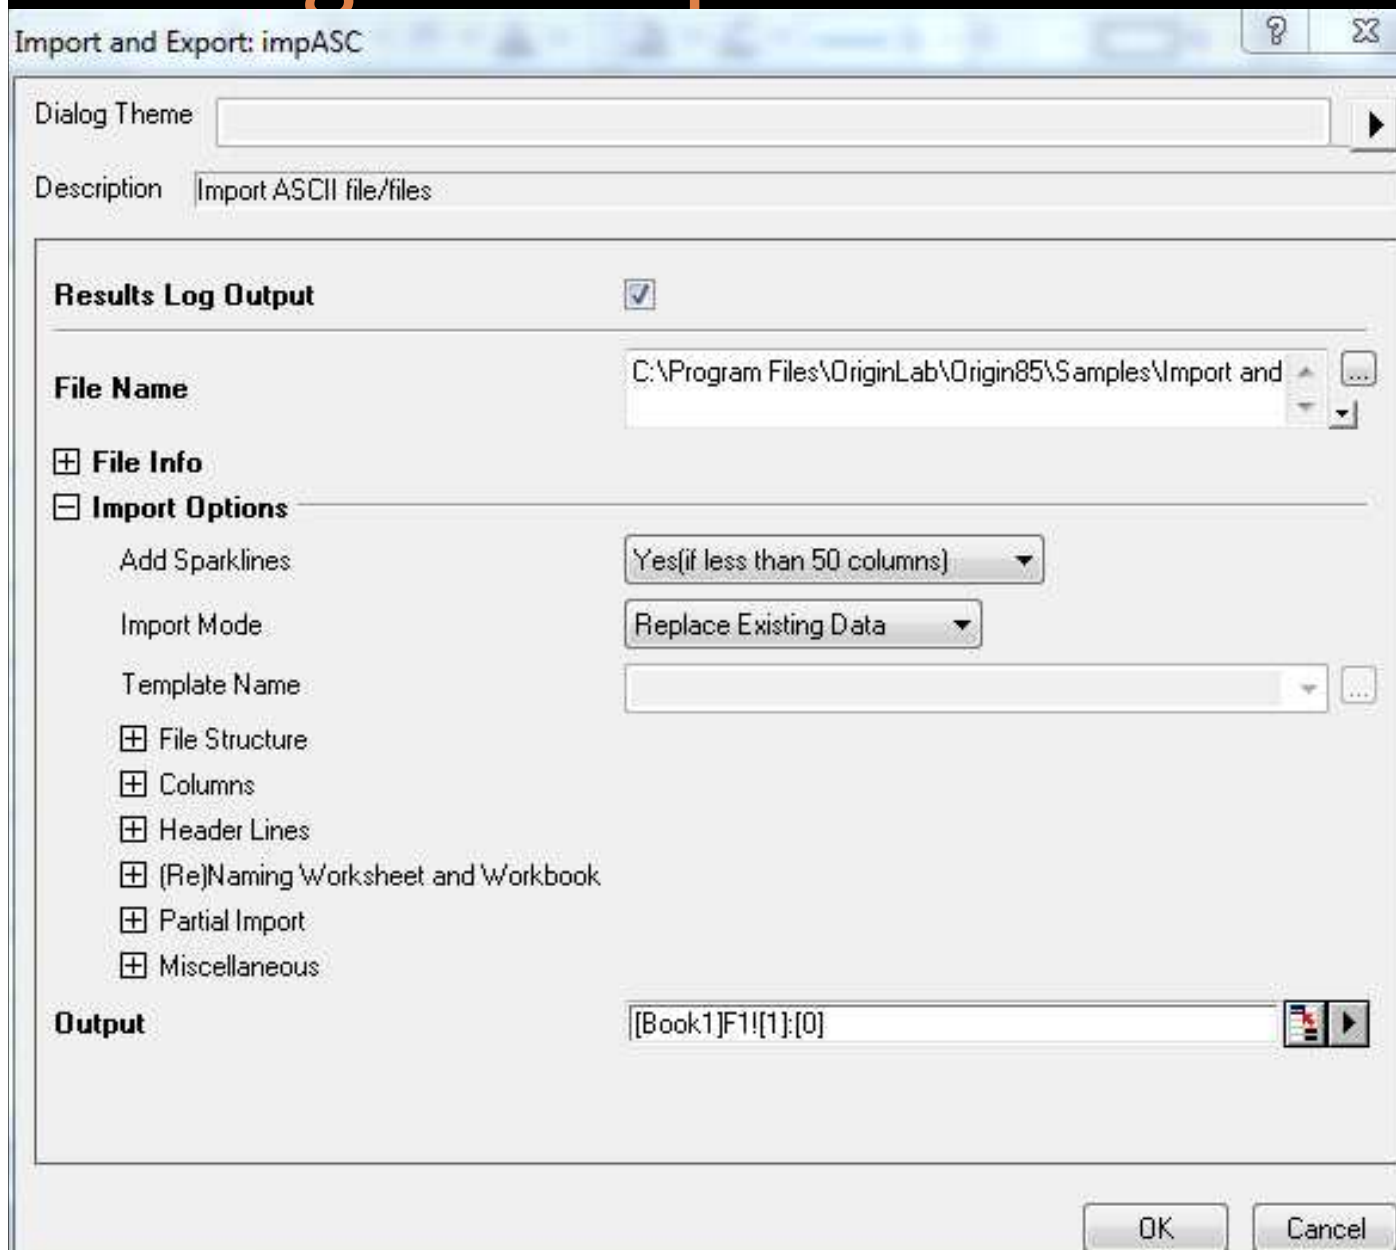 Import and Export: impASC
Dialog Theme
Description Import ASCII file/files
Results Log Output
File Name C:\Program Files\OriginLab\Origin85\Samples\Import and
File Info
Import Options
Add Sparklines Yes(if less than 50 columns)
Import Mode Replace Existing Data
Template Name
File Structure
Columns
Header Lines
(Re)Naming Worksheet and Workbook
Partial Import
Miscellaneous
Output [Book1]F1![1]:[0]
OK Cancel